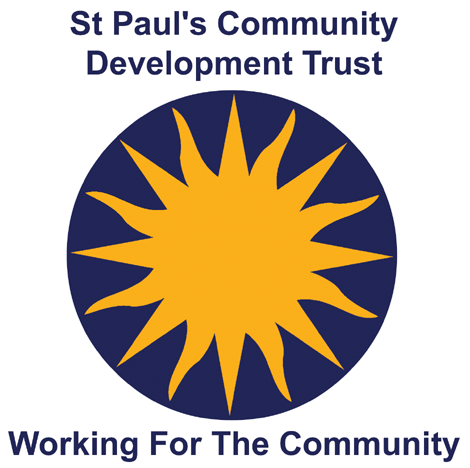 St Paul's Community
Development Trust
Working For The Community